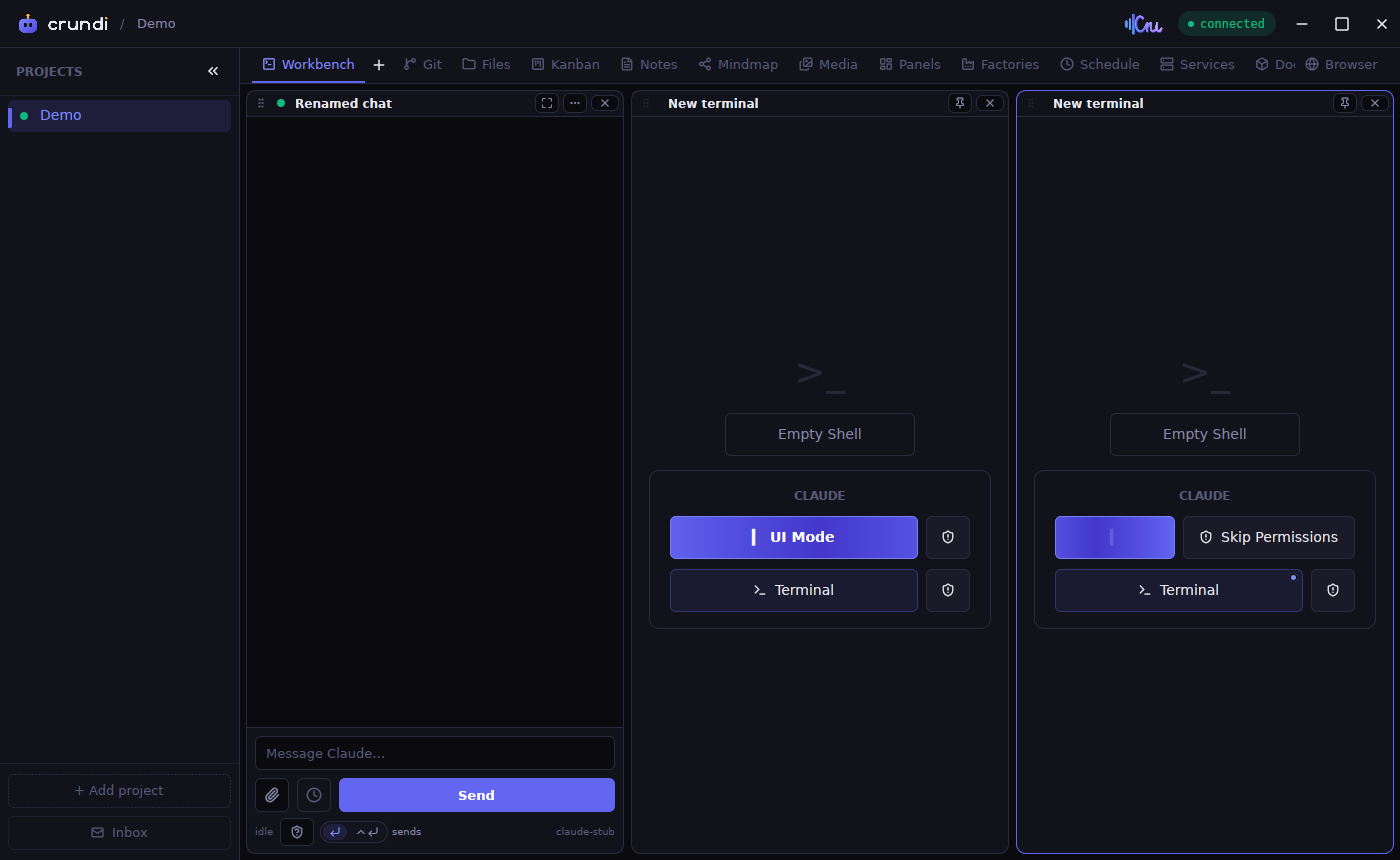 crundi / Demo
Cru
connected
PROJECTS
Workbench
Git
Files
Kanban
Notes
Mindmap
Media
Panels
Factories
Schedule
Services
Browser
Demo
Renamed chat
New terminal
New terminal
>_
>_
Empty Shell
Empty Shell
CLAUDE
CLAUDE
UI Mode
Skip Permissions
Terminal
Terminal
Message Claude...
Send
idle
sends
claude-stub
+ Add project
Inbox